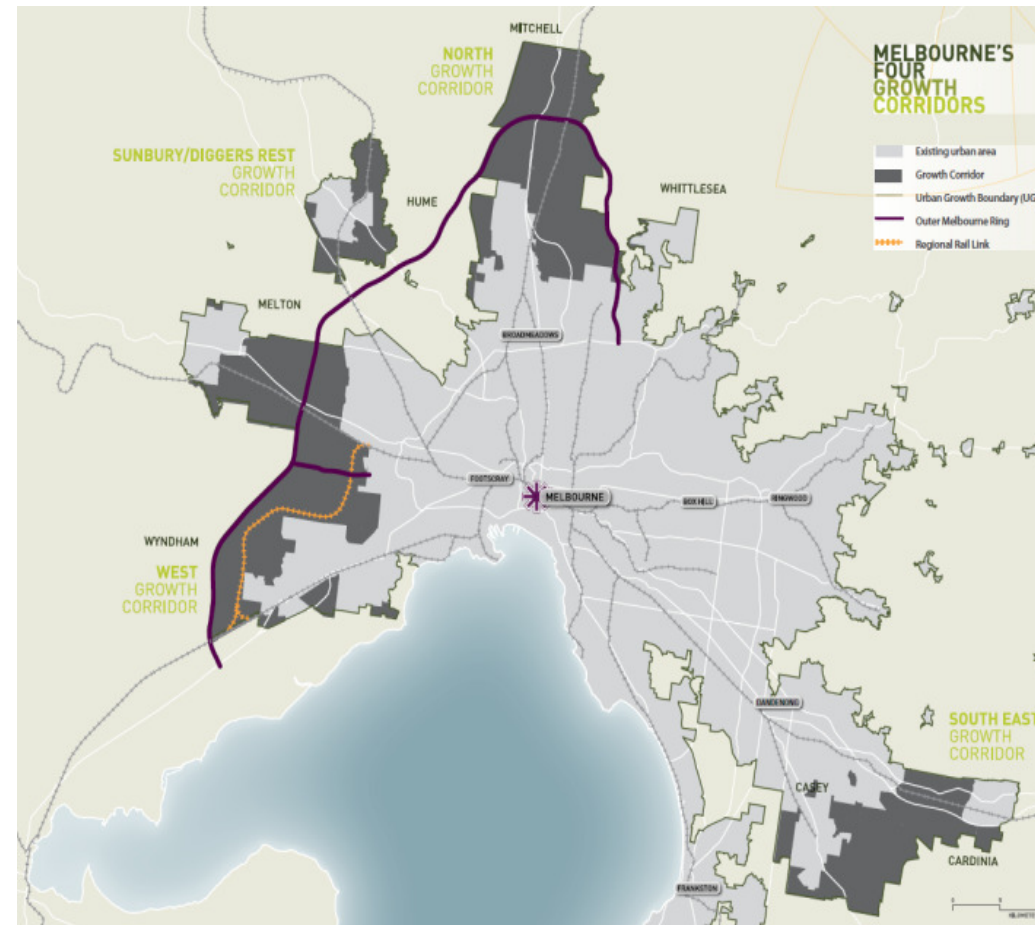 MITCHELL
NORTH
GROWTH
CORRIDOR
MELBOURNE'S
FOUR
GROWTH
CORRIDORS
Existing urban area
Growth Corridor
Urban Growth Boundary (UG
Outer Melbourne Ring
Regional Rail Link
SUNBURY/DIGGERS REST
GROWTH
CORRIDOR
HUME
WHITTLESEA
MELTON
BROADMEADOWS
FOOTSCRAY
MELBOURNE
BOX HILL
RINGWOOD
WYNDHAM
WEST
GROWTH
CORRIDOR
DANDENONG
SOUTH EAST
GROWTH
CORRIDOR
CASEY
CARDINIA
FRANKSTON
0